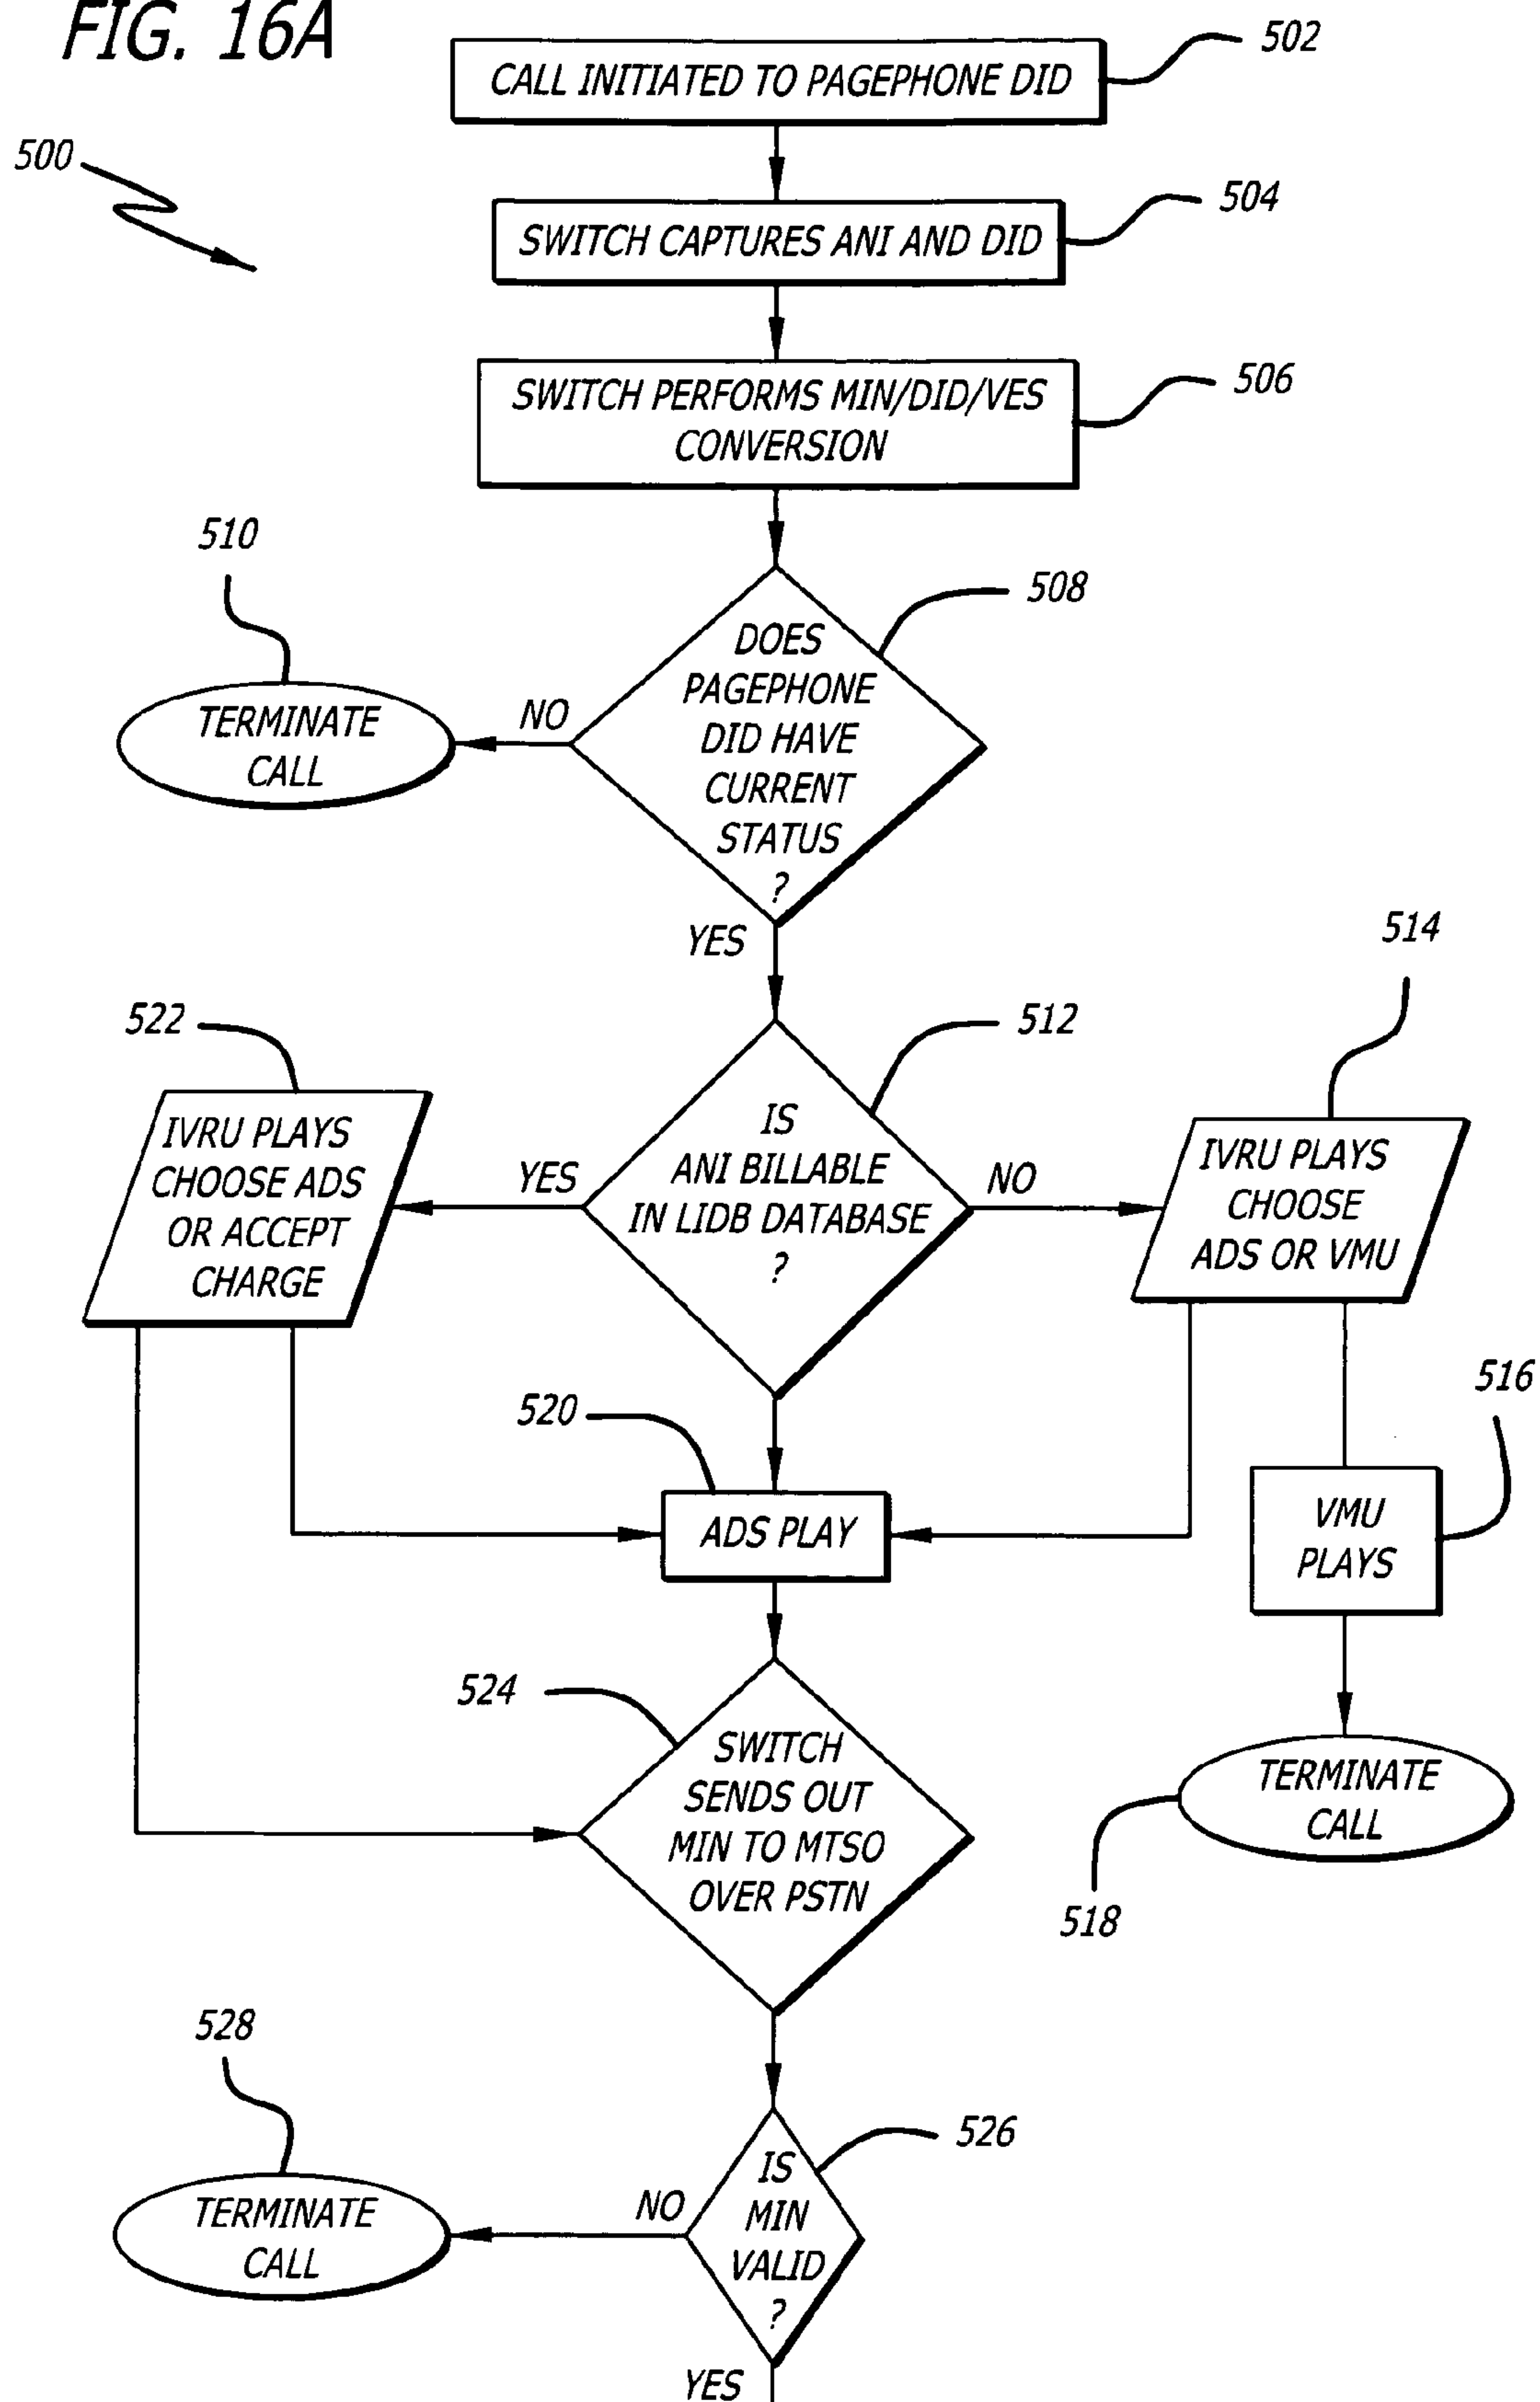 FIG. 16A
502
CALL INITIATED TO PAGEPHONE DID
500
504
SWITCH CAPTURES ANI AND DID
506
SWITCH PERFORMS MIN/DID/VES
CONVERSION
510
508
TERMINATE
CALL
NO
DOES
PAGEPHONE
DID HAVE
CURRENT
STATUS
?
YES
514
522
512
IVRU PLAYS
CHOOSE ADS
OR ACCEPT
CHARGE
YES
IS
ANI BILLABLE
IN LIDB DATABASE
?
NO
IVRU PLAYS
CHOOSE
ADS OR VMU
516
520
ADS PLAY
VMU
PLAYS
524
SWITCH
SENDS OUT
MIN TO MTSO
OVER PSTN
TERMINATE
CALL
518
528
526
TERMINATE
CALL
NO
IS
MIN
VALID
?
YES